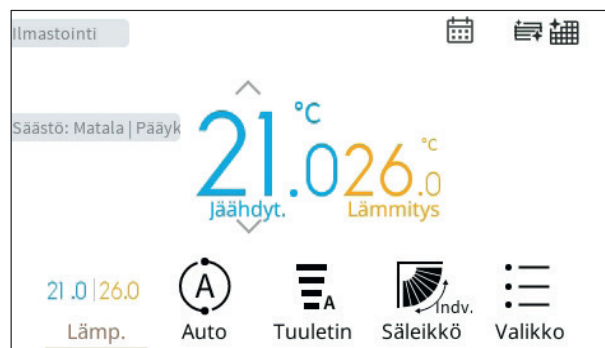 Ilmastointi
Säästö: Matala | Pääyk
21.0 °C 26.0 °C
Jäähdyt. Lämmitys
21.0 | 26.0 A A Indv.
Lämp. Auto Tuuletin Säleikkö Valikko